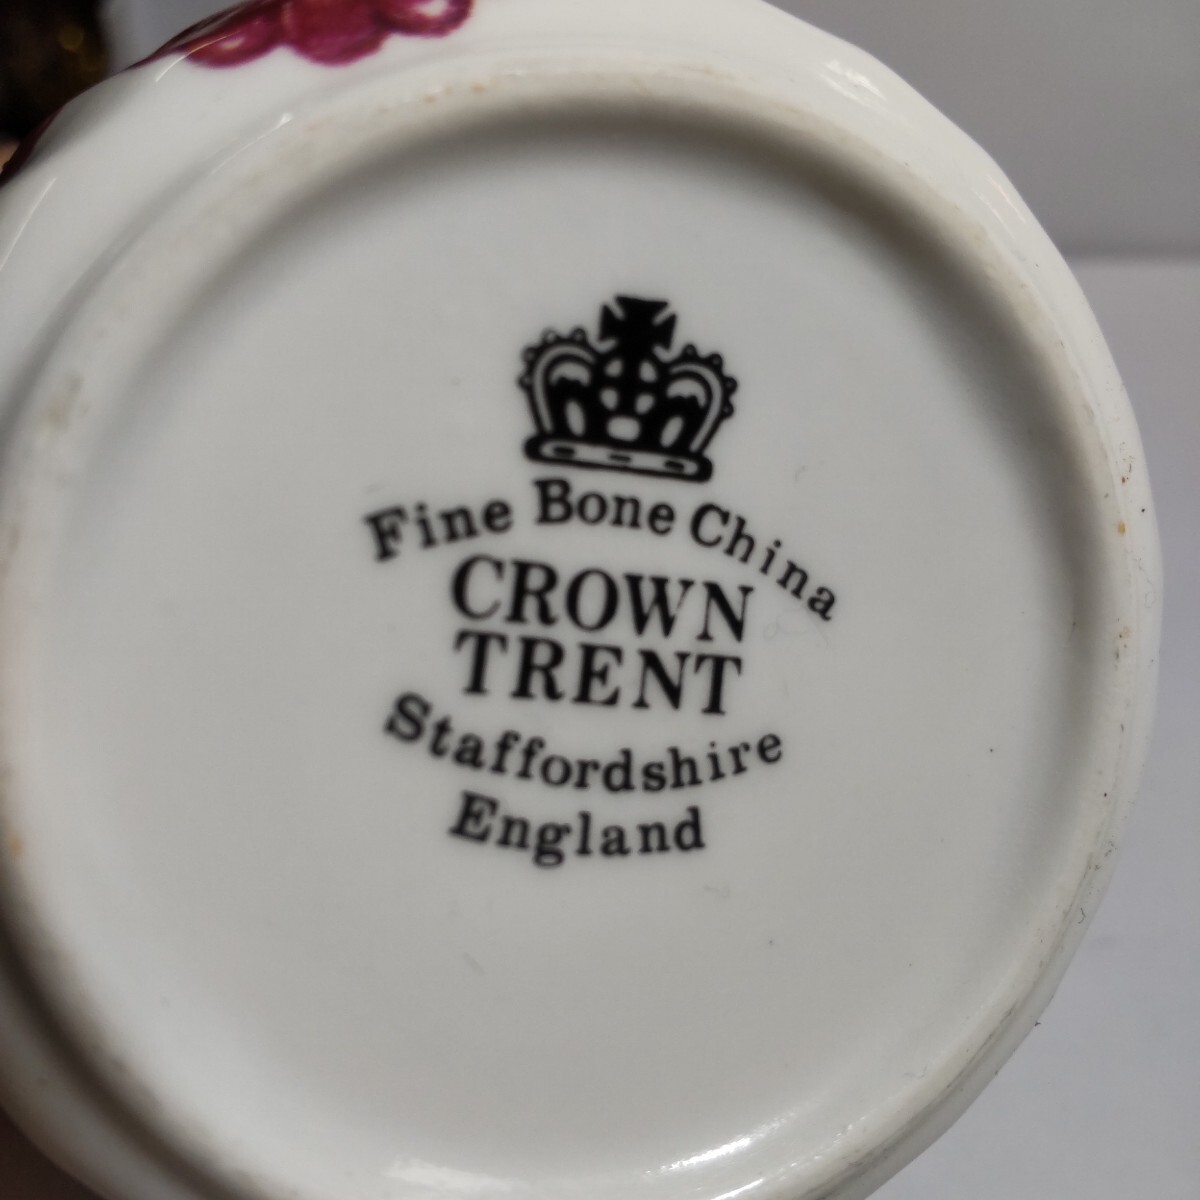 Fine Bone China
CROWN
TRENT
Staffordshire
England